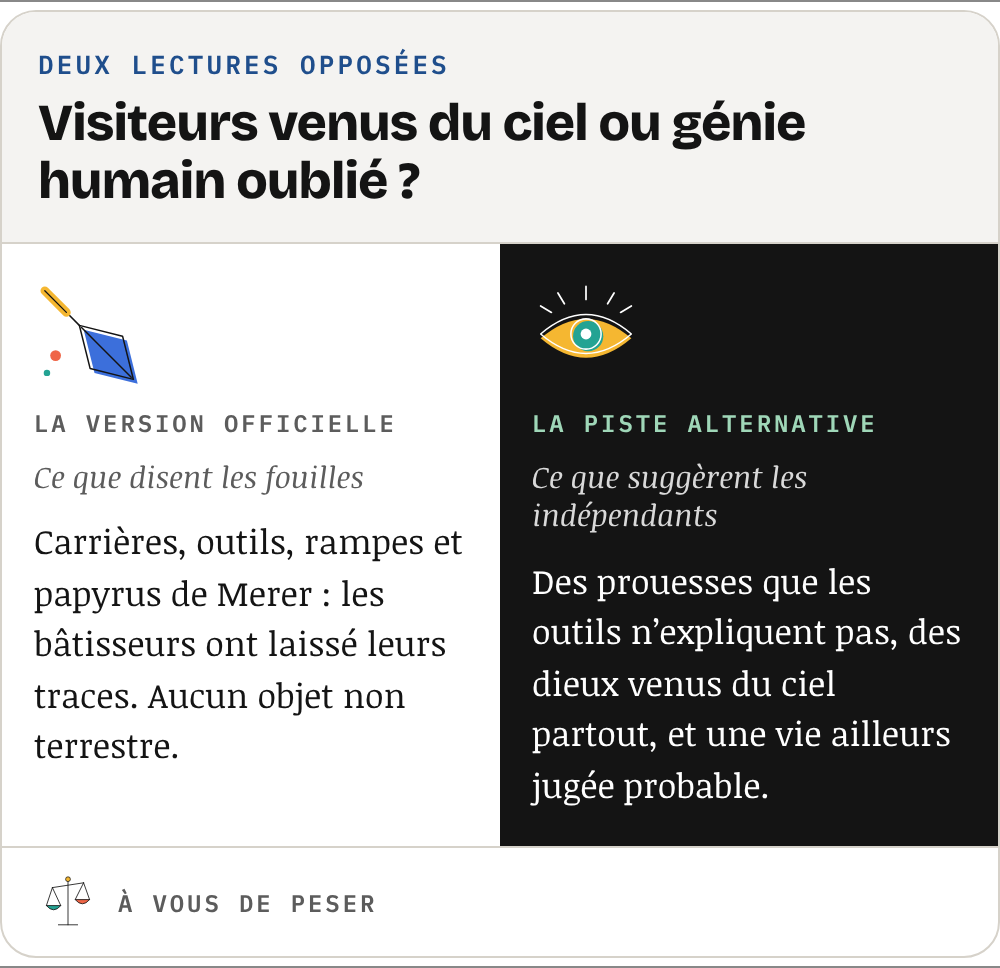 DEUX LECTURES OPPOSÉES
Visiteurs venus du ciel ou génie
humain oublié ?
LA VERSION OFFICIELLE
Ce que disent les fouilles
Carrières, outils, rampes et
papyrus de Merer : les
bâtisseurs ont laissé leurs
traces. Aucun objet non
terrestre.
LA PISTE ALTERNATIVE
Ce que suggèrent les
indépendants
Des prouesses que les
outils n’expliquent pas, des
dieux venus du ciel
partout, et une vie ailleurs
jugée probable.
À VOUS DE PESER